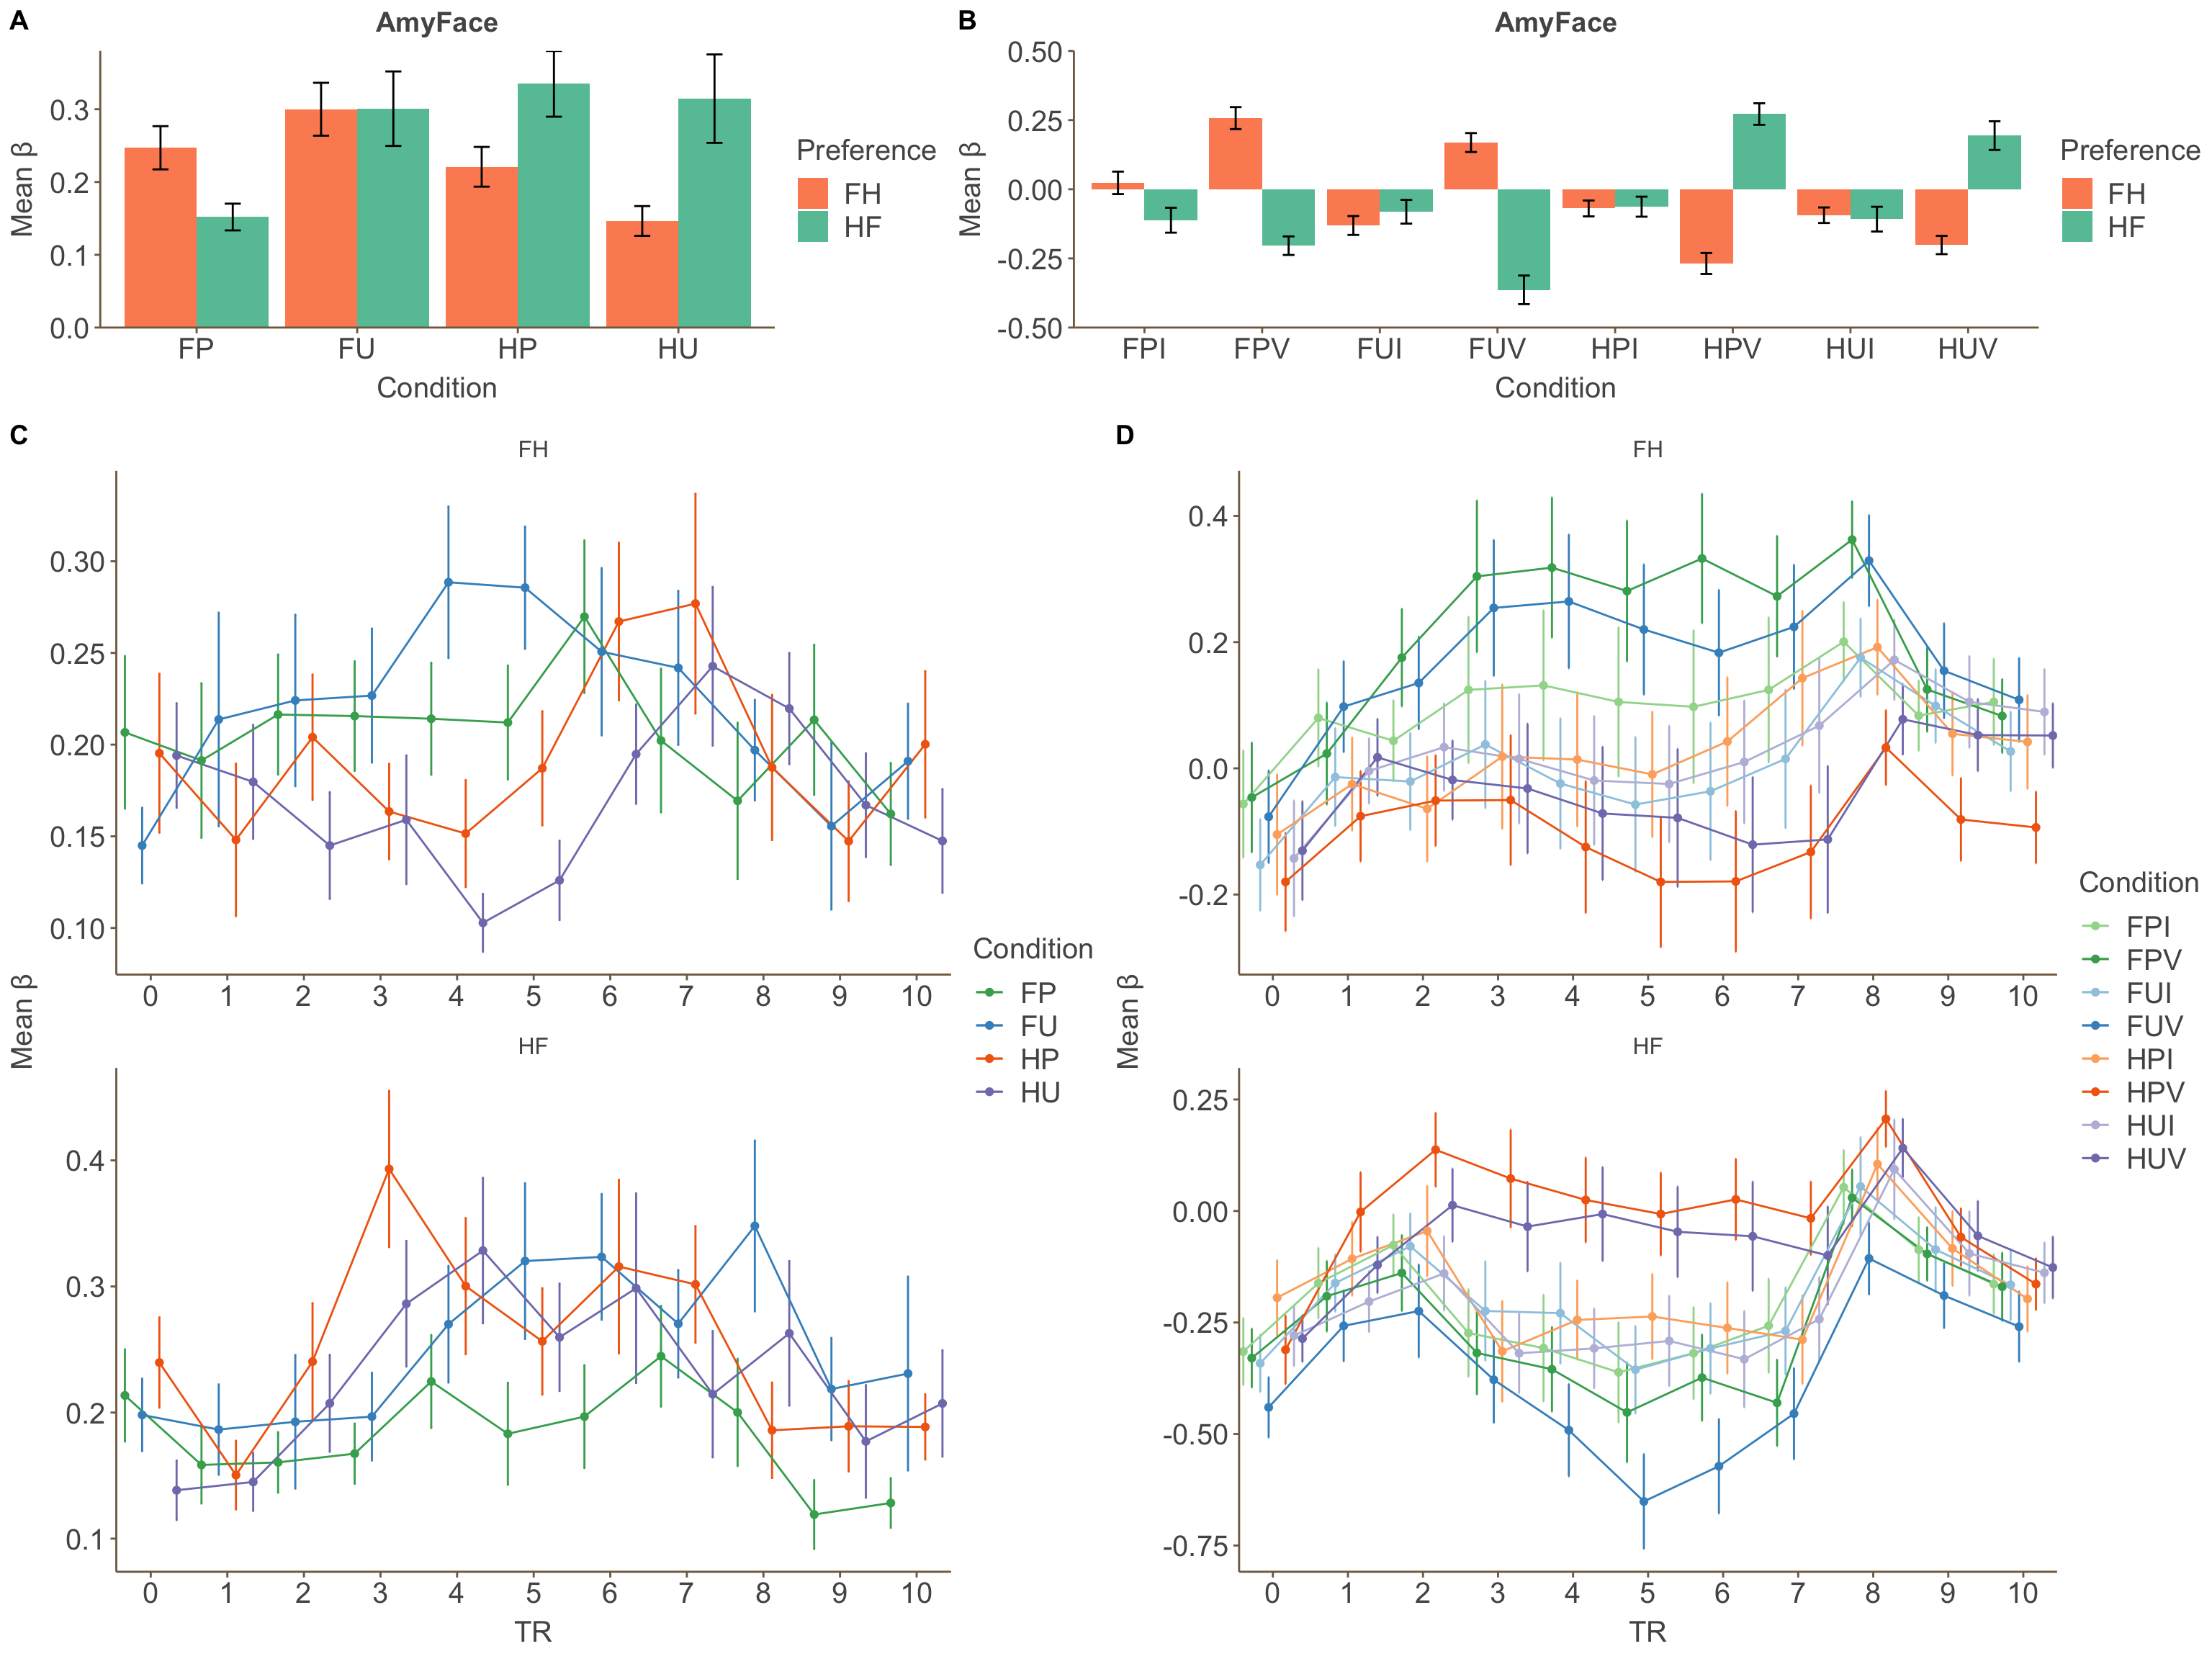 A
AmyFace
Mean β
0.3
0.2
0.1
0.0
FP FU HP HU
Condition
Preference
FH
HF
B
AmyFace
Mean β
0.50
0.25
0.00
-0.25
-0.50
FPI FPV FUI FUV HPI HPV HUI HUV
Condition
Preference
FH
HF
C
FH
0.30
0.25
0.20
0.15
0.10
0 1 2 3 4 5 6 7 8 9 10
Mean β
HF
0.4
0.3
0.2
0.1
0 1 2 3 4 5 6 7 8 9 10
TR
Condition
FP
FU
HP
HU
D
FH
0.4
0.2
0.0
-0.2
0 1 2 3 4 5 6 7 8 9 10
Mean β
HF
0.25
0.00
-0.25
-0.50
-0.75
0 1 2 3 4 5 6 7 8 9 10
TR
Condition
FPI
FPV
FUI
FUV
HPI
HPV
HUI
HUV